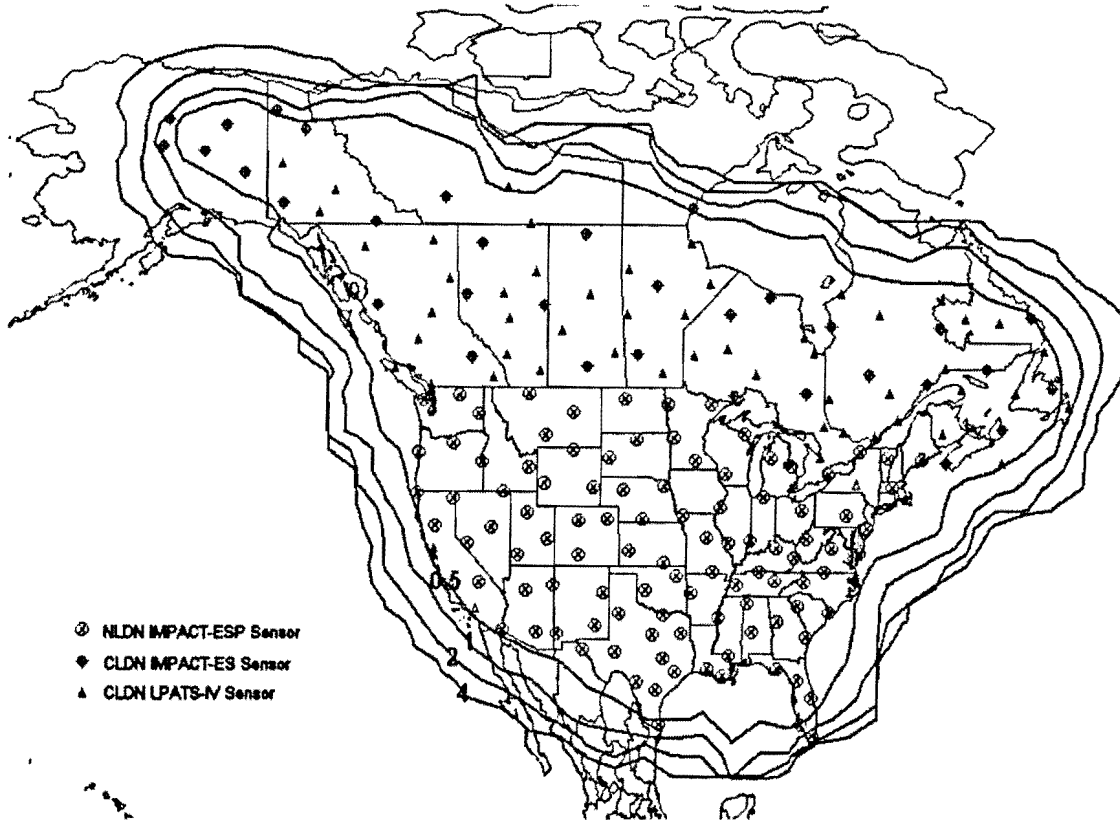 0.5
1
2
4
NLDN IMPACT-ESP Sensor
CLDN IMPACT-ES Sensor
CLDN LPATS-IV Sensor